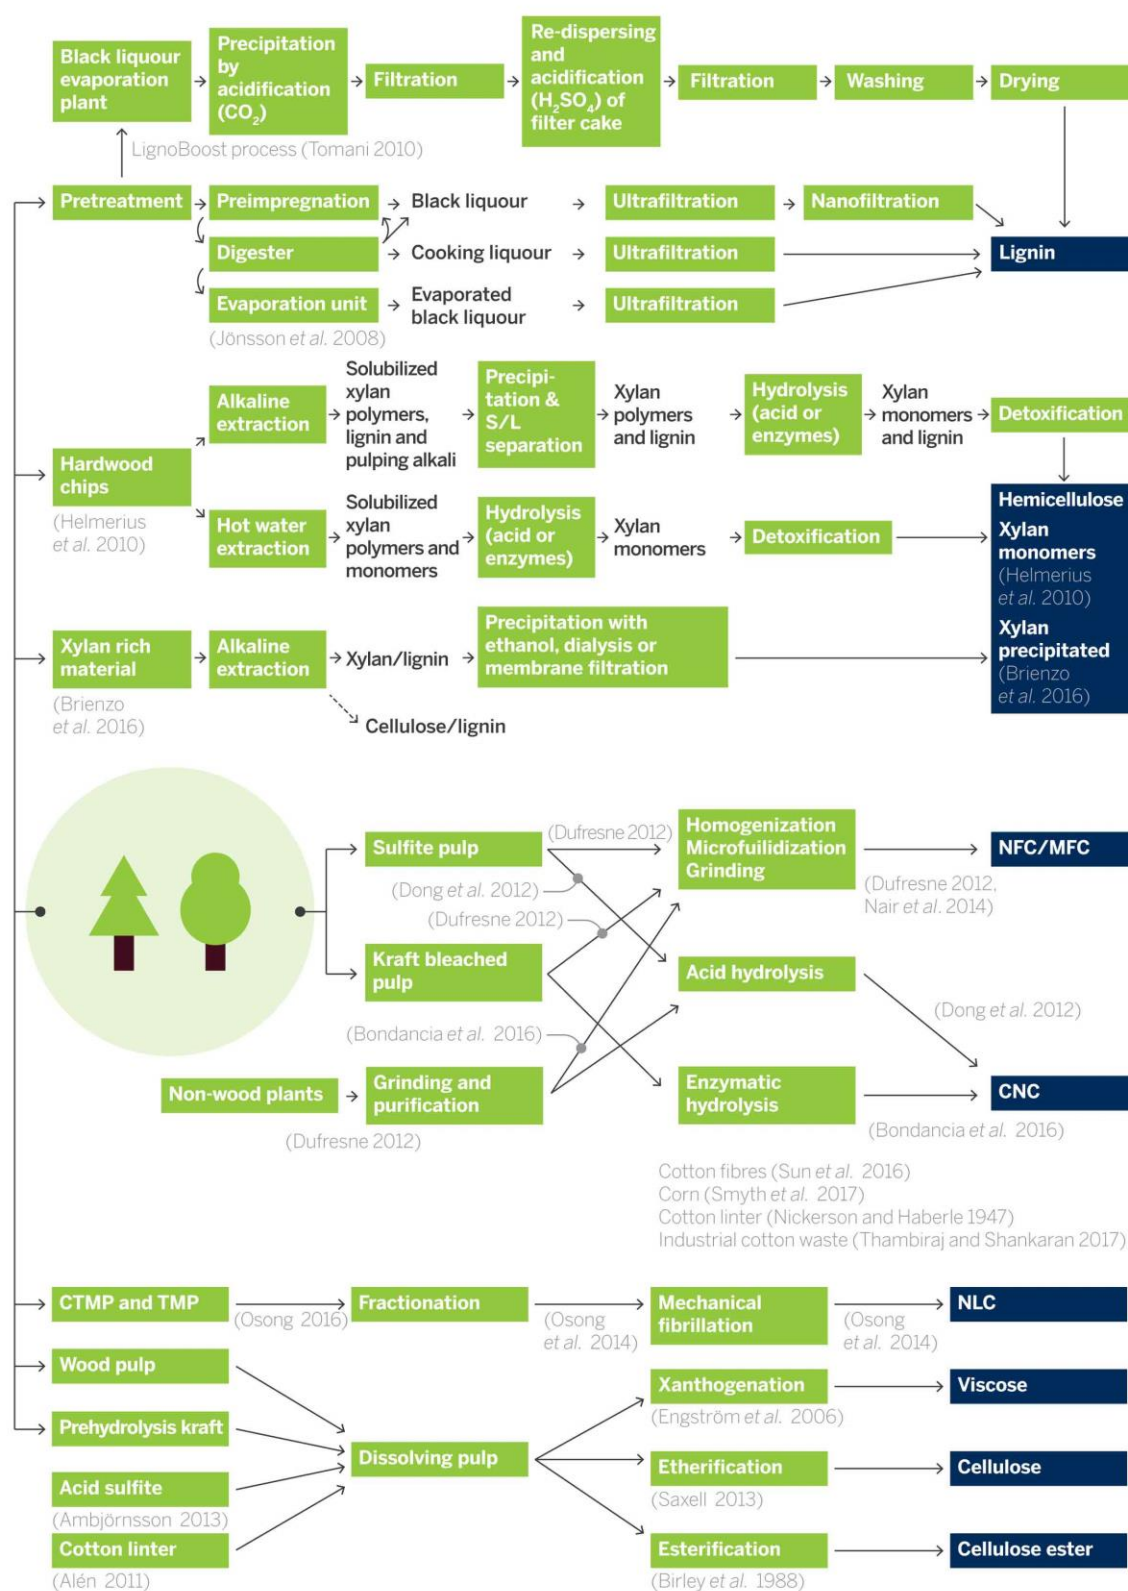 Black liquour
evaporation
plant
Precipitation
by
acidification
(CO₂)
Filtration
Re-dispersing
and
acidification
(H₂SO₄) of
filter cake
Filtration
Washing
Drying
LignoBoost process (Tomani 2010)
Pretreatment
Preimpregnation
Black liquour
Ultrafiltration
Nanofiltration
Digester
Cooking liquour
Ultrafiltration
Lignin
Evaporation unit
Evaporated
black liquour
Ultrafiltration
(Jönsson et al. 2008)
Hardwood
chips
(Helmerius
et al. 2010)
Alkaline
extraction
Solubilized
xylan
polymers,
lignin and
pulping alkali
Precipi-
tation &
S/L
separation
Xylan
polymers
and lignin
Hydrolysis
(acid or
enzymes)
Xylan
monomers
and lignin
Detoxification
Hot water
extraction
Solubilized
xylan
polymers and
monomers
Hydrolysis
(acid or
enzymes)
Xylan
monomers
Detoxification
Hemicellulose
Xylan
monomers
(Helmerius
et al. 2010)
Xylan
precipitated
(Brienzo
et al. 2016)
Xylan rich
material
(Brienzo
et al. 2016)
Alkaline
extraction
Xylan/lignin
Precipitation with
ethanol, dialysis or
membrane filtration
Cellulose/lignin
Sulfite pulp
(Dufresne 2012)
Homogenization
Microfuilidization
Grinding
NFC/MFC
(Dong et al. 2012)
(Dufresne 2012,
Nair et al. 2014)
(Dufresne 2012)
Kraft bleached
pulp
Acid hydrolysis
(Dong et al. 2012)
(Bondancia et al. 2016)
Non-wood plants
Grinding and
purification
Enzymatic
hydrolysis
CNC
(Dufresne 2012)
(Bondancia et al. 2016)
Cotton fibres (Sun et al. 2016)
Corn (Smyth et al. 2017)
Cotton linter (Nickerson and Haberle 1947)
Industrial cotton waste (Thambiraj and Shankaran 2017)
CTMP and TMP
(Osong 2016)
Fractionation
(Osong
et al. 2014)
Mechanical
fibrillation
(Osong
et al. 2014)
NLC
Wood pulp
Xanthogenation
(Engström et al. 2006)
Viscose
Prehydrolysis kraft
Dissolving pulp
Etherification
(Saxell 2013)
Cellulose
Acid sulfite
(Ambjörnsson 2013)
Cotton linter
(Alén 2011)
Esterification
(Birley et al. 1988)
Cellulose ester